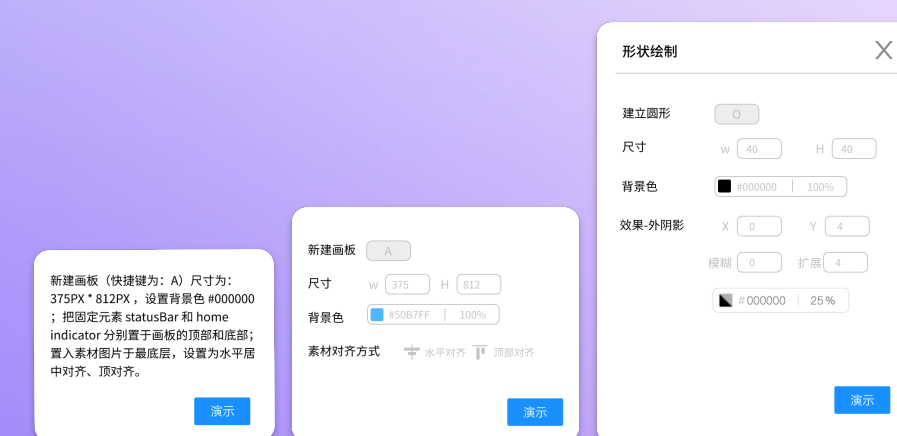 新建画板（快捷键为：A）尺寸为：
375PX * 812PX ，设置背景色 #000000
；把固定元素 statusBar 和 home
indicator 分别置于画板的顶部和底部；
置入素材图片于最底层，设置为水平居
中对齐、顶对齐。
演示
新建画板 A
尺寸 w 375 H 812
背景色 #50B7FF 100%
素材对齐方式 水平对齐 顶部对齐
演示
形状绘制 X
建立圆形 O
尺寸 w 40 H 40
背景色 #000000 100%
效果-外阴影 X 0 Y 4
模糊 0 扩展 4
# 000000 25 %
演示